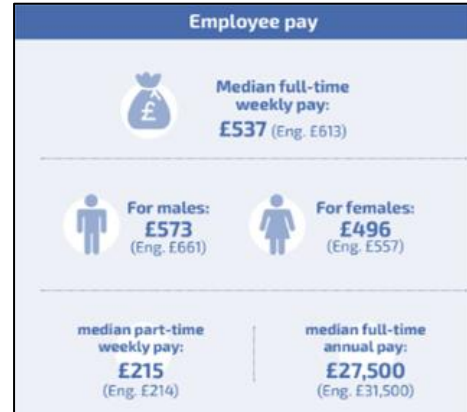 Employee pay
£
Median full-time
weekly pay:
£537 (Eng. £613)
For males:
£573
(Eng. £661)
For females:
£496
(Eng. £557)
median part-time
weekly pay:
£215
(Eng. £214)
median full-time
annual pay:
£27,500
(Eng. £31,500)